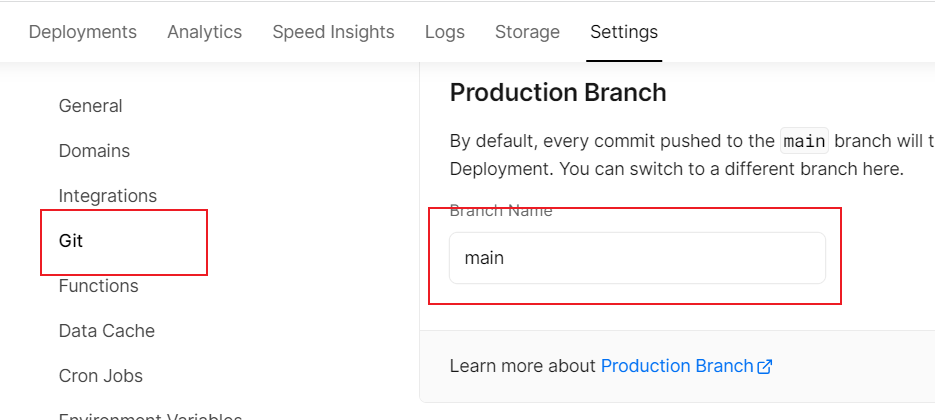 Deployments Analytics Speed Insights Logs Storage Settings
General
Domains
Integrations
Git
Functions
Data Cache
Cron Jobs
Environment Variables
Production Branch
By default, every commit pushed to the main branch will t
Deployment. You can switch to a different branch here.
Branch Name
main
Learn more about Production Branch